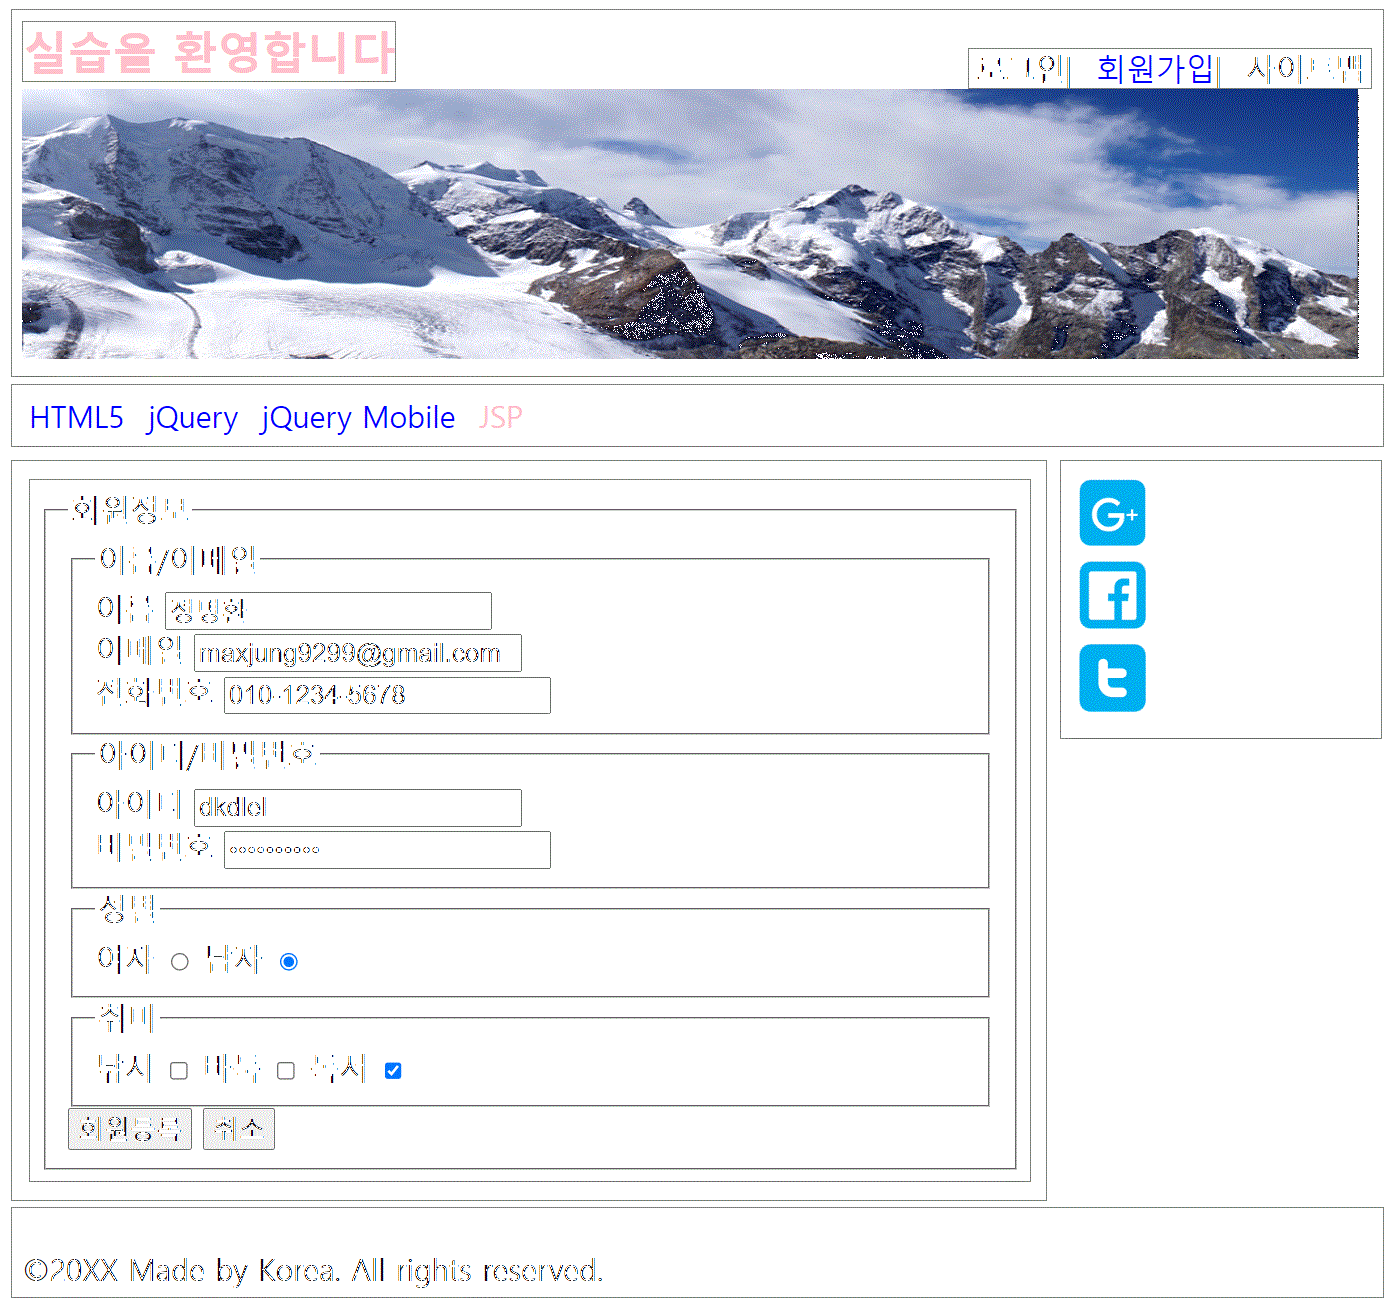 실습을 환영합니다
로그인 회원가입 사이트맵
HTML5 jQuery jQuery Mobile JSP
회원정보
이름/이메일
이름 정명환
이메일 maxjung9299@gmail.com
전화번호 010-1234-5678
아이디/비밀번호
아이디 dkdlel
비밀번호
성별
여자 남자
취미
낚시 바둑 독서
회원등록 취소
©20XX Made by Korea. All rights reserved.